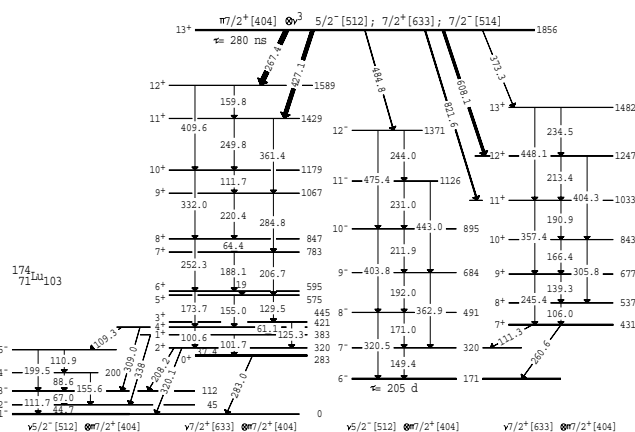 π7/2⁺[404] ⊗ν³ 5/2⁻[512]; 7/2⁺[633]; 7/2⁻[514]
13⁺ 1856
τ= 280 ns
267.4 427.1 484.8 821.6 608.1 373.3
12⁺ 1589
159.8
13⁺ 1482
11⁺ 1429
409.6 12⁻ 1371 234.5
249.8 361.4 244.0 448.1 12⁺ 1247
10⁺ 1179
111.7 11⁻ 475.4 1126 213.4
9⁺ 1067
404.3
332.0 220.4 231.0 11⁺ 1033
284.8 443.0 190.9
10⁻ 895
8⁺ 847 357.4 10⁺ 843
64.4
7⁺ 783 211.9 166.4
252.3 188.1 206.7 9⁻ 403.8 684 9⁺ 305.8 677
174
71Lu103
19 192.0 139.3
6⁺ 595
5⁺ 575 245.4 8⁺ 537
173.7 155.0 129.5 362.9 106.0
3⁺ 445 8⁻ 491
4⁺ 421 7⁺ 431
109.3 1⁺ 61.1 383 171.0
100.6 101.7 125.3 111.3
2⁺ 320 320.5 7⁻ 320
37.4
0⁺ 283
110.9 309.0 338 208.2 320.1 149.4 260.6
199.5 200 283.0
88.6 155.6 6⁻ 171
τ= 205 d
112
111.7 67.0 45
44.7 0
ν5/2⁻[512] ⊗π7/2⁺[404] ν7/2⁺[633] ⊗π7/2⁺[404] ν5/2⁻[512] ⊗π7/2⁺[404] ν7/2⁺[633] ⊗π7/2⁺[404]